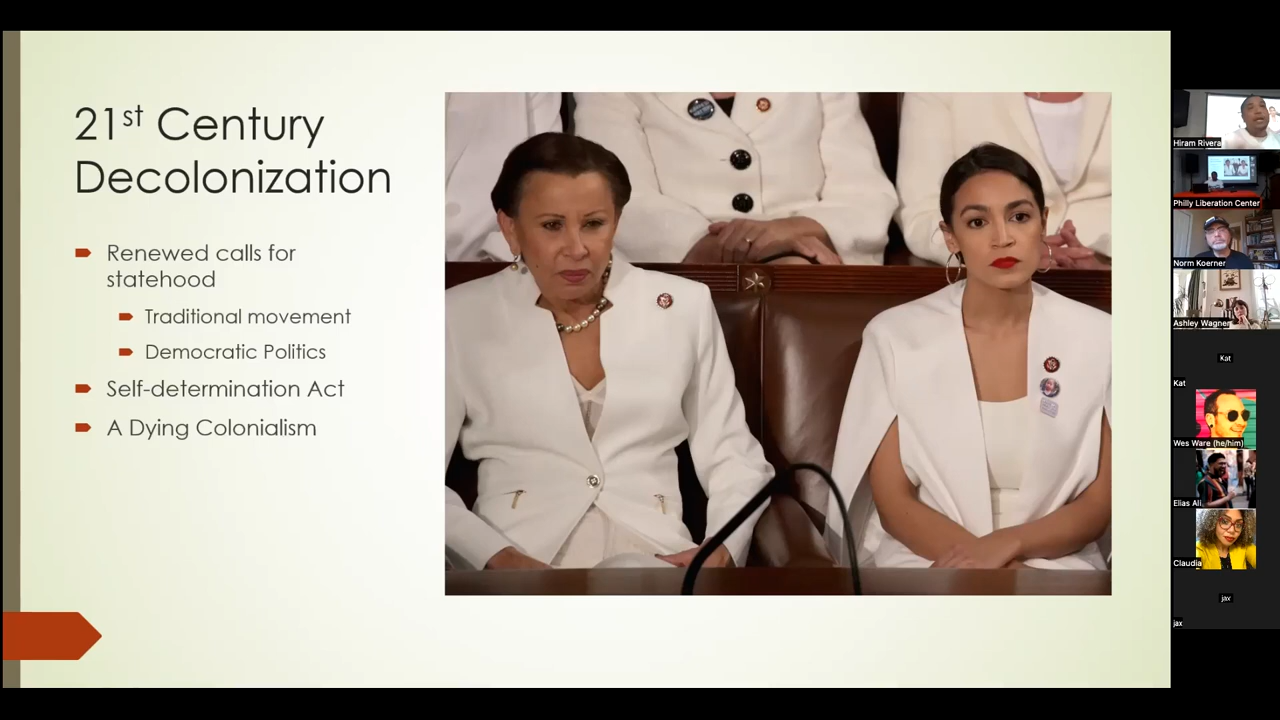 21st Century
Decolonization
Renewed calls for
statehood
Traditional movement
Democratic Politics
Self-determination Act
A Dying Colonialism
Hiram Rivera
Philly Liberation Center
Norm Koerner
Ashley Wagner
Kat
Kat
Wes Ware (he/him)
Elias Ali
Claudia
jax
jax